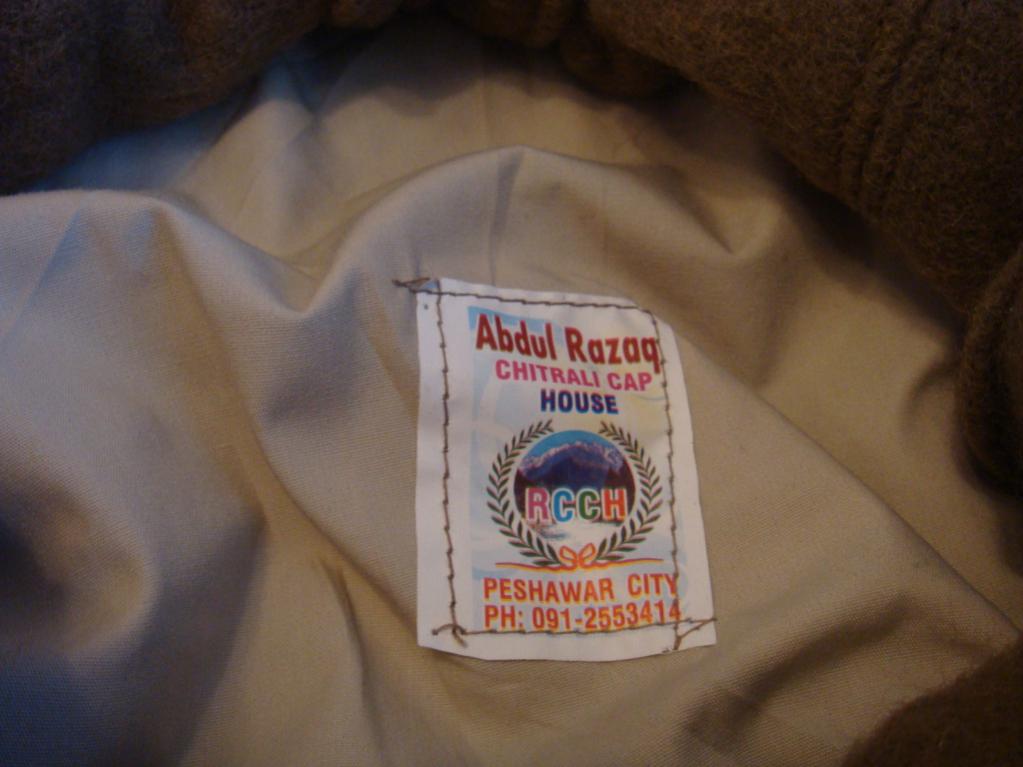 Abdul Razaq
CHITRALI CAP
HOUSE
RCCH
PESHAWAR CITY
PH: 091-2553414